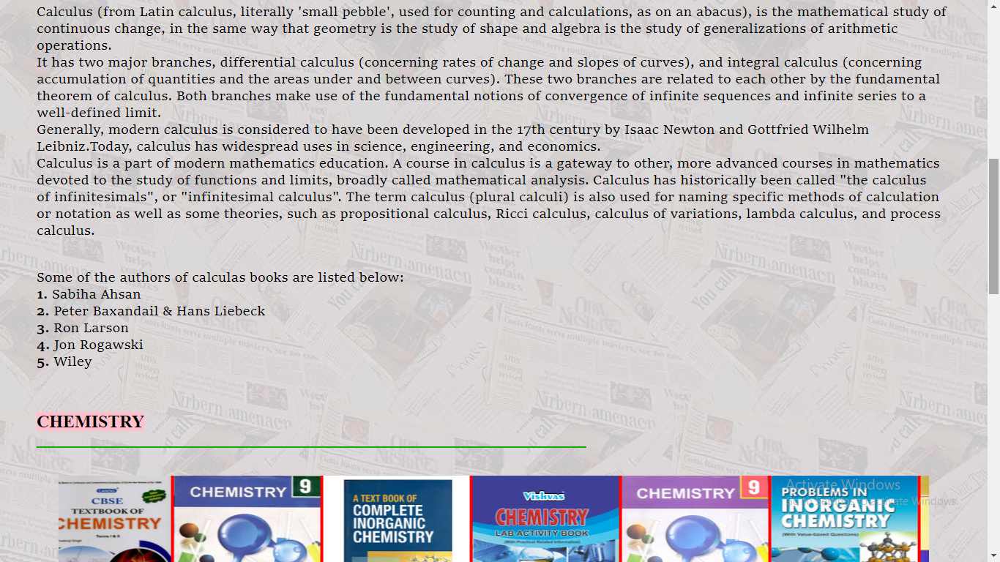 Calculus (from Latin calculus, literally 'small pebble', used for counting and calculations, as on an abacus), is the mathematical study of
continuous change, in the same way that geometry is the study of shape and algebra is the study of generalizations of arithmetic
operations.
It has two major branches, differential calculus (concerning rates of change and slopes of curves), and integral calculus (concerning
accumulation of quantities and the areas under and between curves). These two branches are related to each other by the fundamental
theorem of calculus. Both branches make use of the fundamental notions of convergence of infinite sequences and infinite series to a
well-defined limit.
Generally, modern calculus is considered to have been developed in the 17th century by Isaac Newton and Gottfried Wilhelm
Leibniz.Today, calculus has widespread uses in science, engineering, and economics.
Calculus is a part of modern mathematics education. A course in calculus is a gateway to other, more advanced courses in mathematics
devoted to the study of functions and limits, broadly called mathematical analysis. Calculus has historically been called "the calculus
of infinitesimals", or "infinitesimal calculus". The term calculus (plural calculi) is also used for naming specific methods of calculation
or notation as well as some theories, such as propositional calculus, Ricci calculus, calculus of variations, lambda calculus, and process
calculus.
Some of the authors of calculas books are listed below:
1. Sabiha Ahsan
2. Peter Baxandail & Hans Liebeck
3. Ron Larson
4. Jon Rogawski
5. Wiley
CHEMISTRY
CBSE
TEXTBOOK OF
CHEMISTRY
Terms I & II
CHEMISTRY 9
A TEXT BOOK OF
COMPLETE
INORGANIC
CHEMISTRY
Vishvas
CHEMISTRY
LAB ACTIVITY BOOK
(With Practical Related Information)
CHEMISTRY 9
PROBLEMS IN
INORGANIC
CHEMISTRY
(With Value-based Questions)
Activate Windows